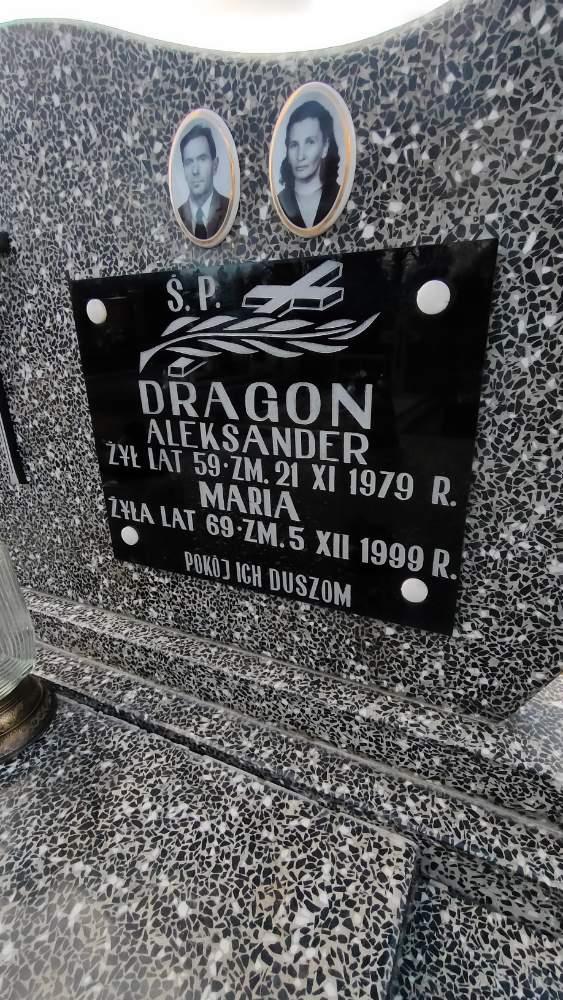 Ś. P.
DRAGON
ALEKSANDER
ŻYŁ LAT 59·ZM. 21 XI 1979 R.
MARIA
ŻYŁA LAT 69·ZM. 5 XII 1999 R.
POKÓJ ICH DUSZOM